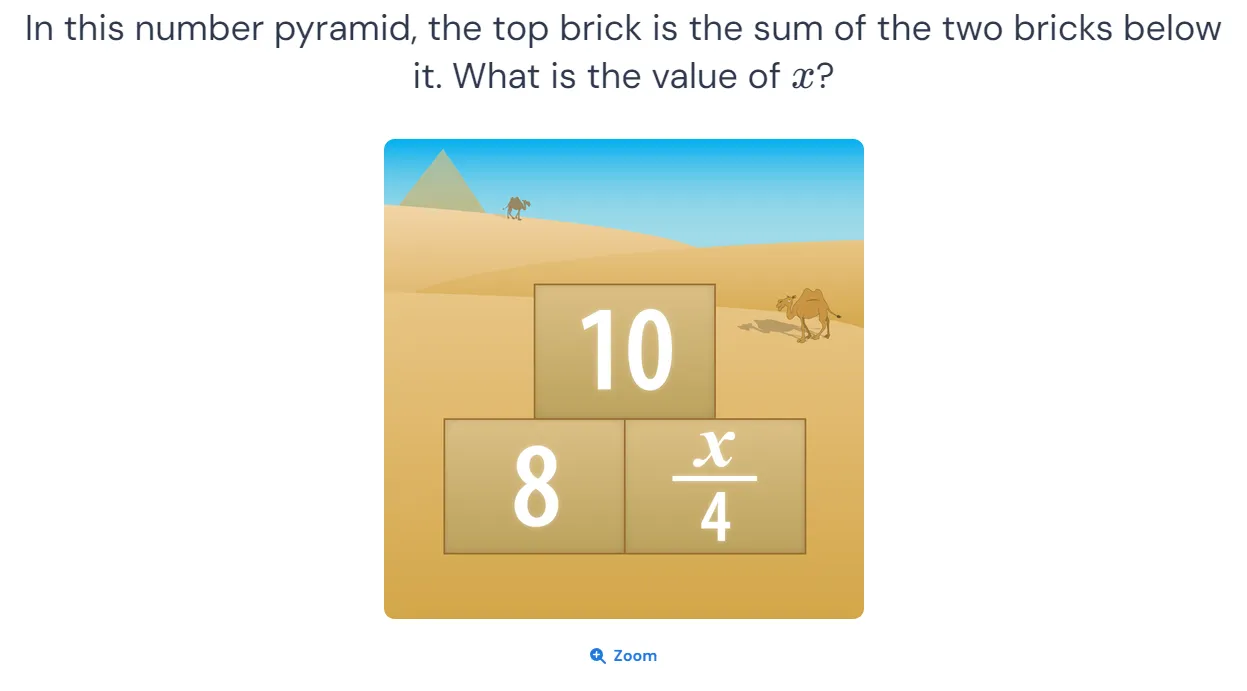 In this number pyramid, the top brick is the sum of the two bricks below
it. What is the value of x?
10
8
x
4
Zoom